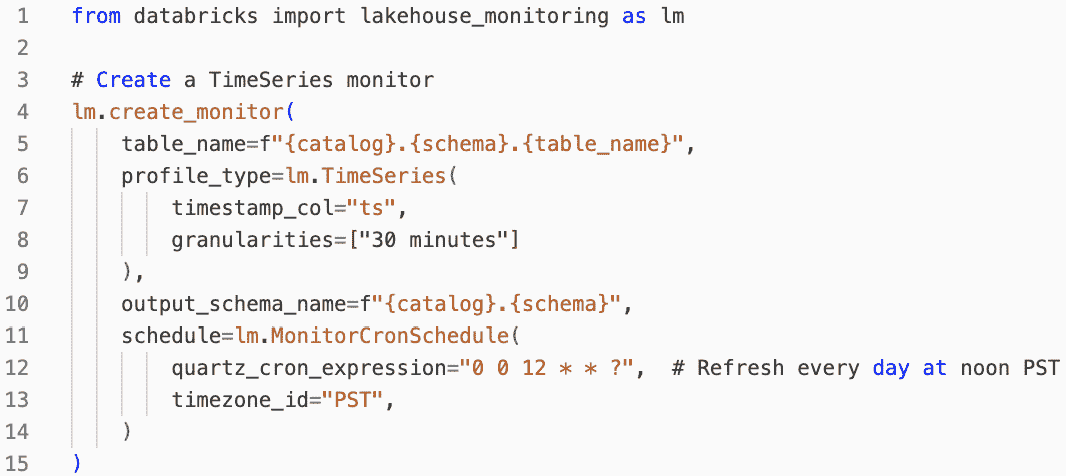 1 from databricks import lakehouse_monitoring as lm
2
3 # Create a TimeSeries monitor
4 lm.create_monitor(
5 table_name=f"{catalog}.{schema}.{table_name}",
6 profile_type=lm.TimeSeries(
7 timestamp_col="ts",
8 granularities=["30 minutes"]
9 ),
10 output_schema_name=f"{catalog}.{schema}",
11 schedule=lm.MonitorCronSchedule(
12 quartz_cron_expression="0 0 12 * * ?", # Refresh every day at noon PST
13 timezone_id="PST",
14 )
15 )